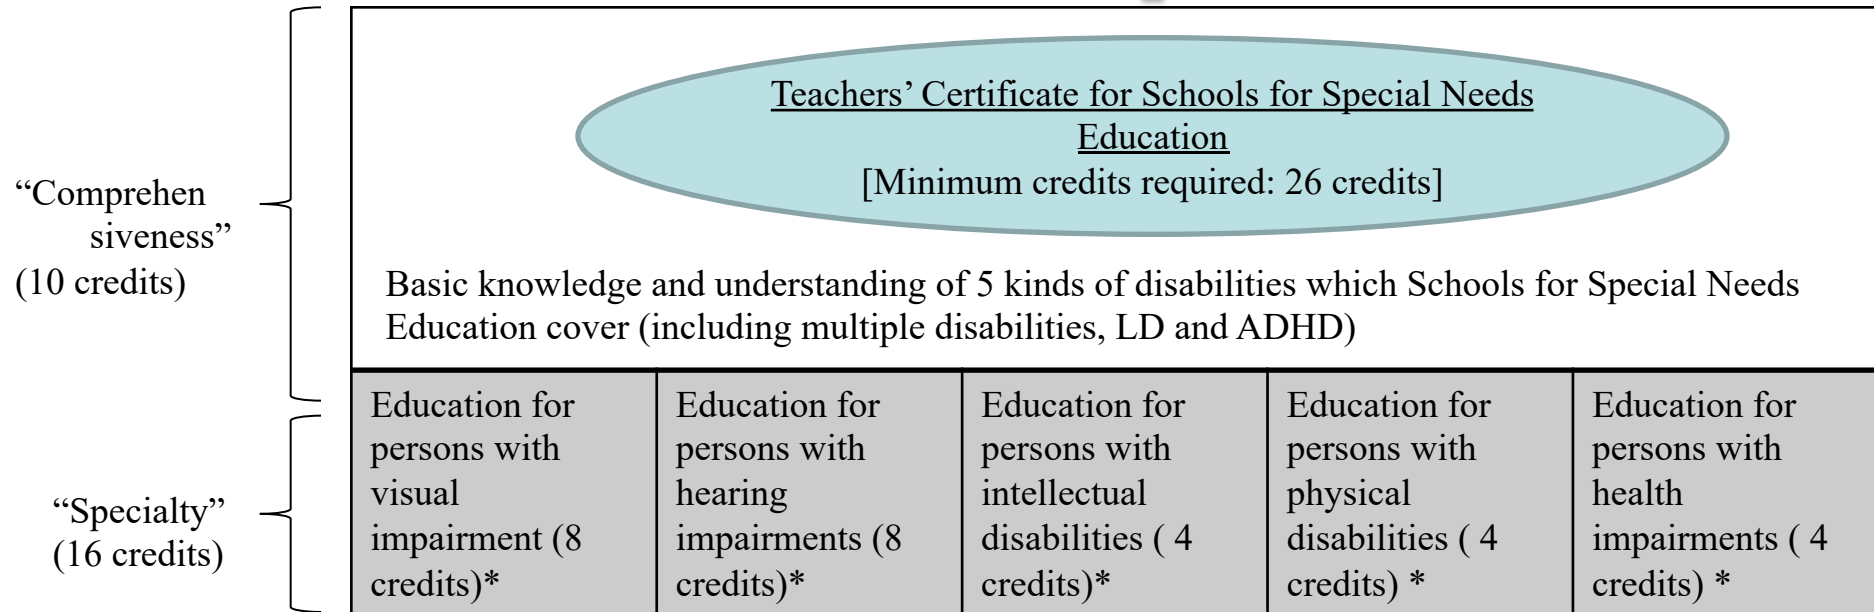 Teachers’ Certificate for Schools for Special Needs
Education
[Minimum credits required: 26 credits]
“Comprehen
siveness”
(10 credits)
Basic knowledge and understanding of 5 kinds of disabilities which Schools for Special Needs
Education cover (including multiple disabilities, LD and ADHD)
“Specialty”
(16 credits)
Education for
persons with
visual
impairment (8
credits)*
Education for
persons with
hearing
impairments (8
credits)*
Education for
persons with
intellectual
disabilities ( 4
credits)*
Education for
persons with
physical
disabilities ( 4
credits) *
Education for
persons with
health
impairments ( 4
credits) *